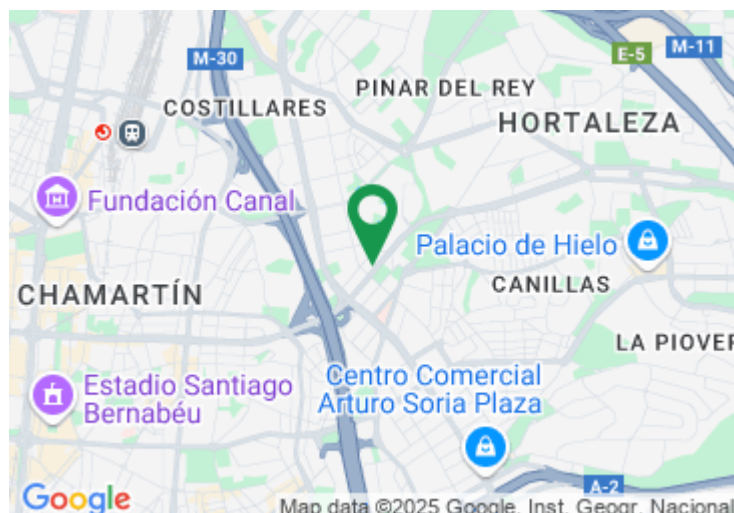 M-30
E-5
M-11
PINAR DEL REY
COSTILLARES
HORTALEZA
Fundación Canal
Palacio de Hielo
CANILLAS
CHAMARTÍN
LA PIOVER
Centro Comercial
Arturo Soria Plaza
Estadio Santiago
Bernabéu
A-2
Google
Map data ©2025 Google, Inst. Geogr. Nacional